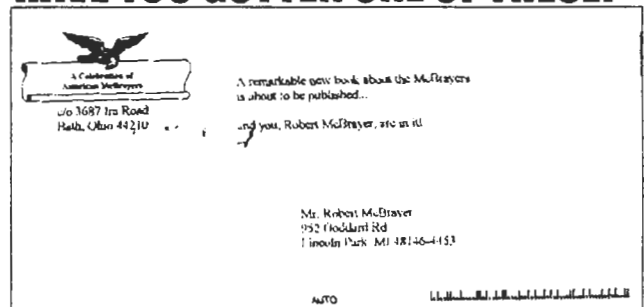 HAVE YOU GOTTEN ONE OF THESE?
A Celebration of
American McBrayers
c/o 3687 Ira Road
Bath, Ohio 44210
A remarkable new book about the McBrayers
is about to be published...
and you, Robert McBrayer, are in it!
Mr. Robert McBrayer
952 Goddard Rd
Lincoln Park MI 48146-4453
AUTO